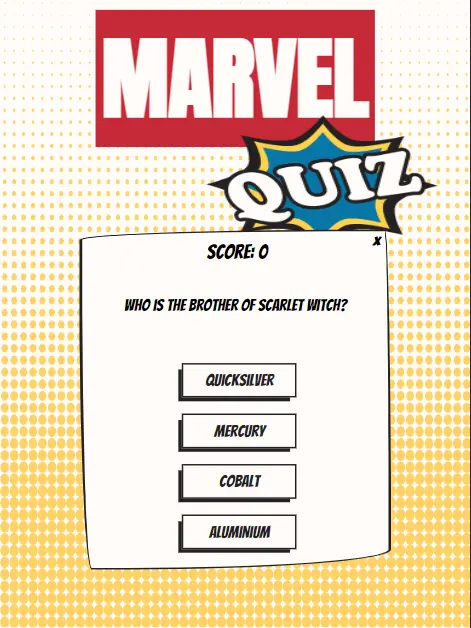 MARVEL
QUIZ
X
SCORE: 0
WHO IS THE BROTHER OF SCARLET WITCH?
QUICKSILVER
MERCURY
COBALT
ALUMINIUM